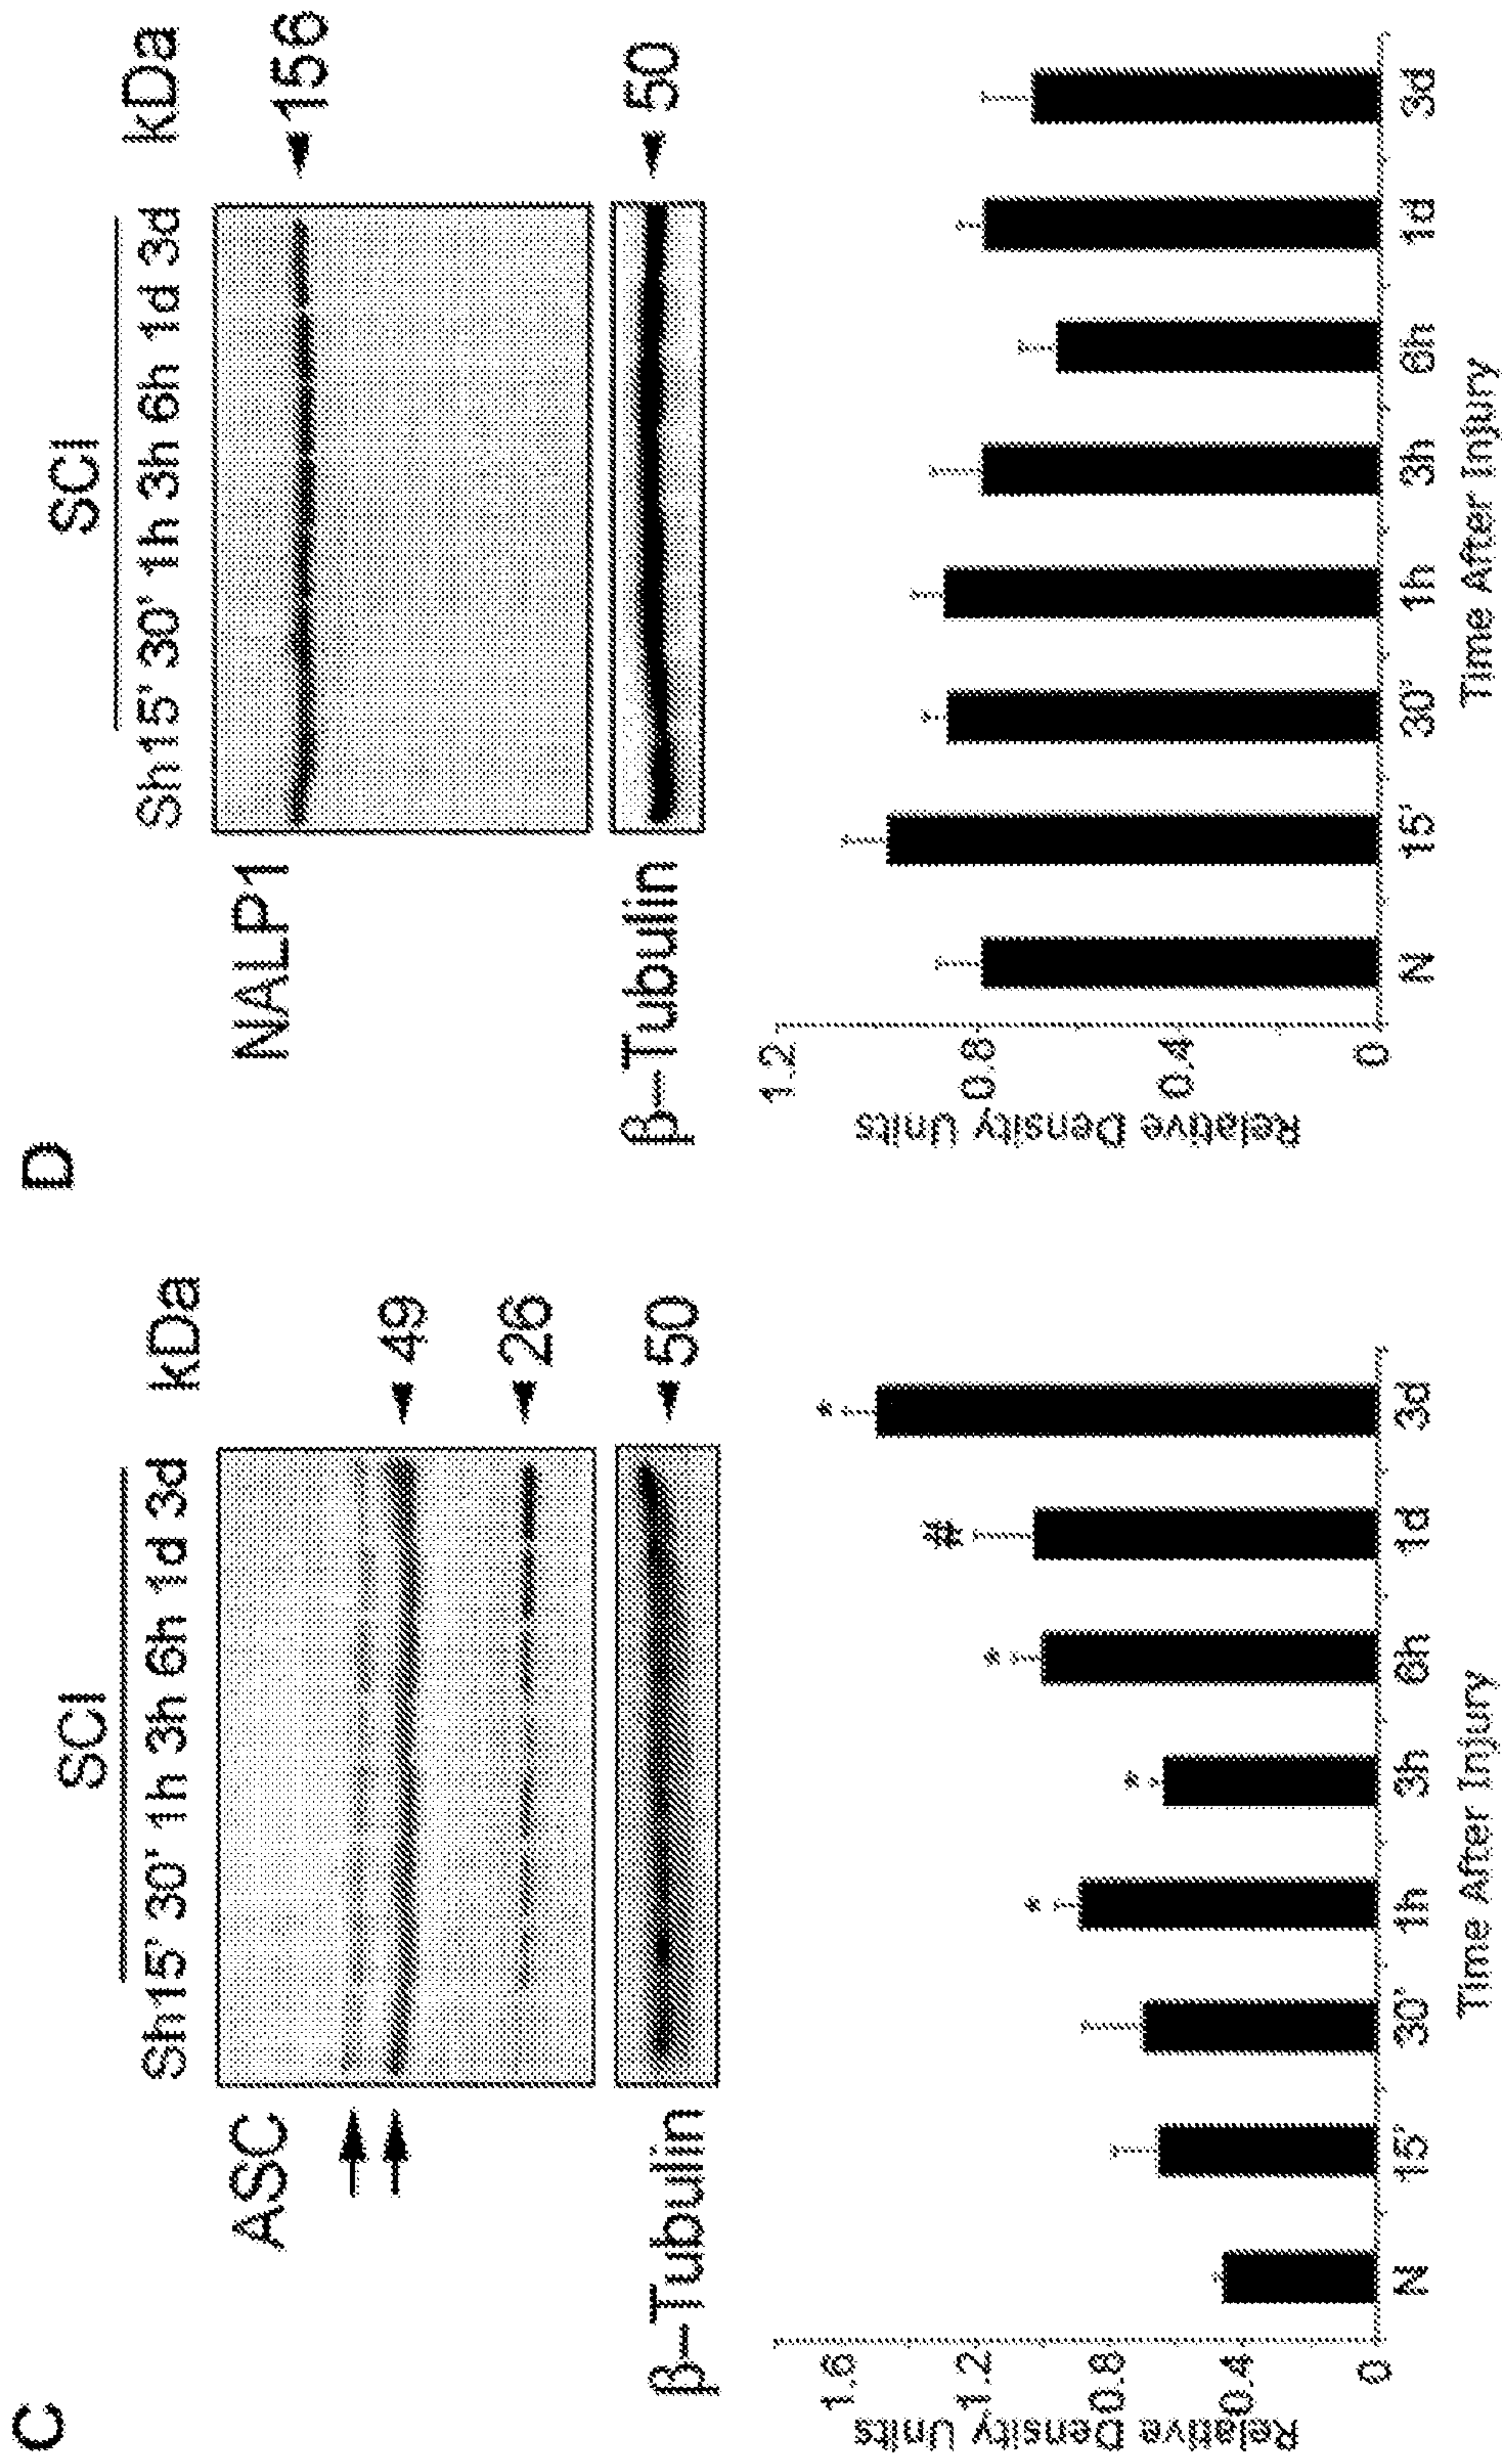 C
SCI
Sh 15' 30' 1h 3h 6h 1d 3d kDa
ASC
49
26
β–Tubulin
50
Relative Density Units
1.6
1.2
0.8
0.4
0
* * * # *
N 15' 30' 1h 3h 6h 1d 3d
Time After Injury
D
SCI
Sh 15' 30' 1h 3h 6h 1d 3d kDa
NALP1
156
β–Tubulin
50
Relative Density Units
1.2
0.8
0.4
0
N 15' 30' 1h 3h 6h 1d 3d
Time After Injury